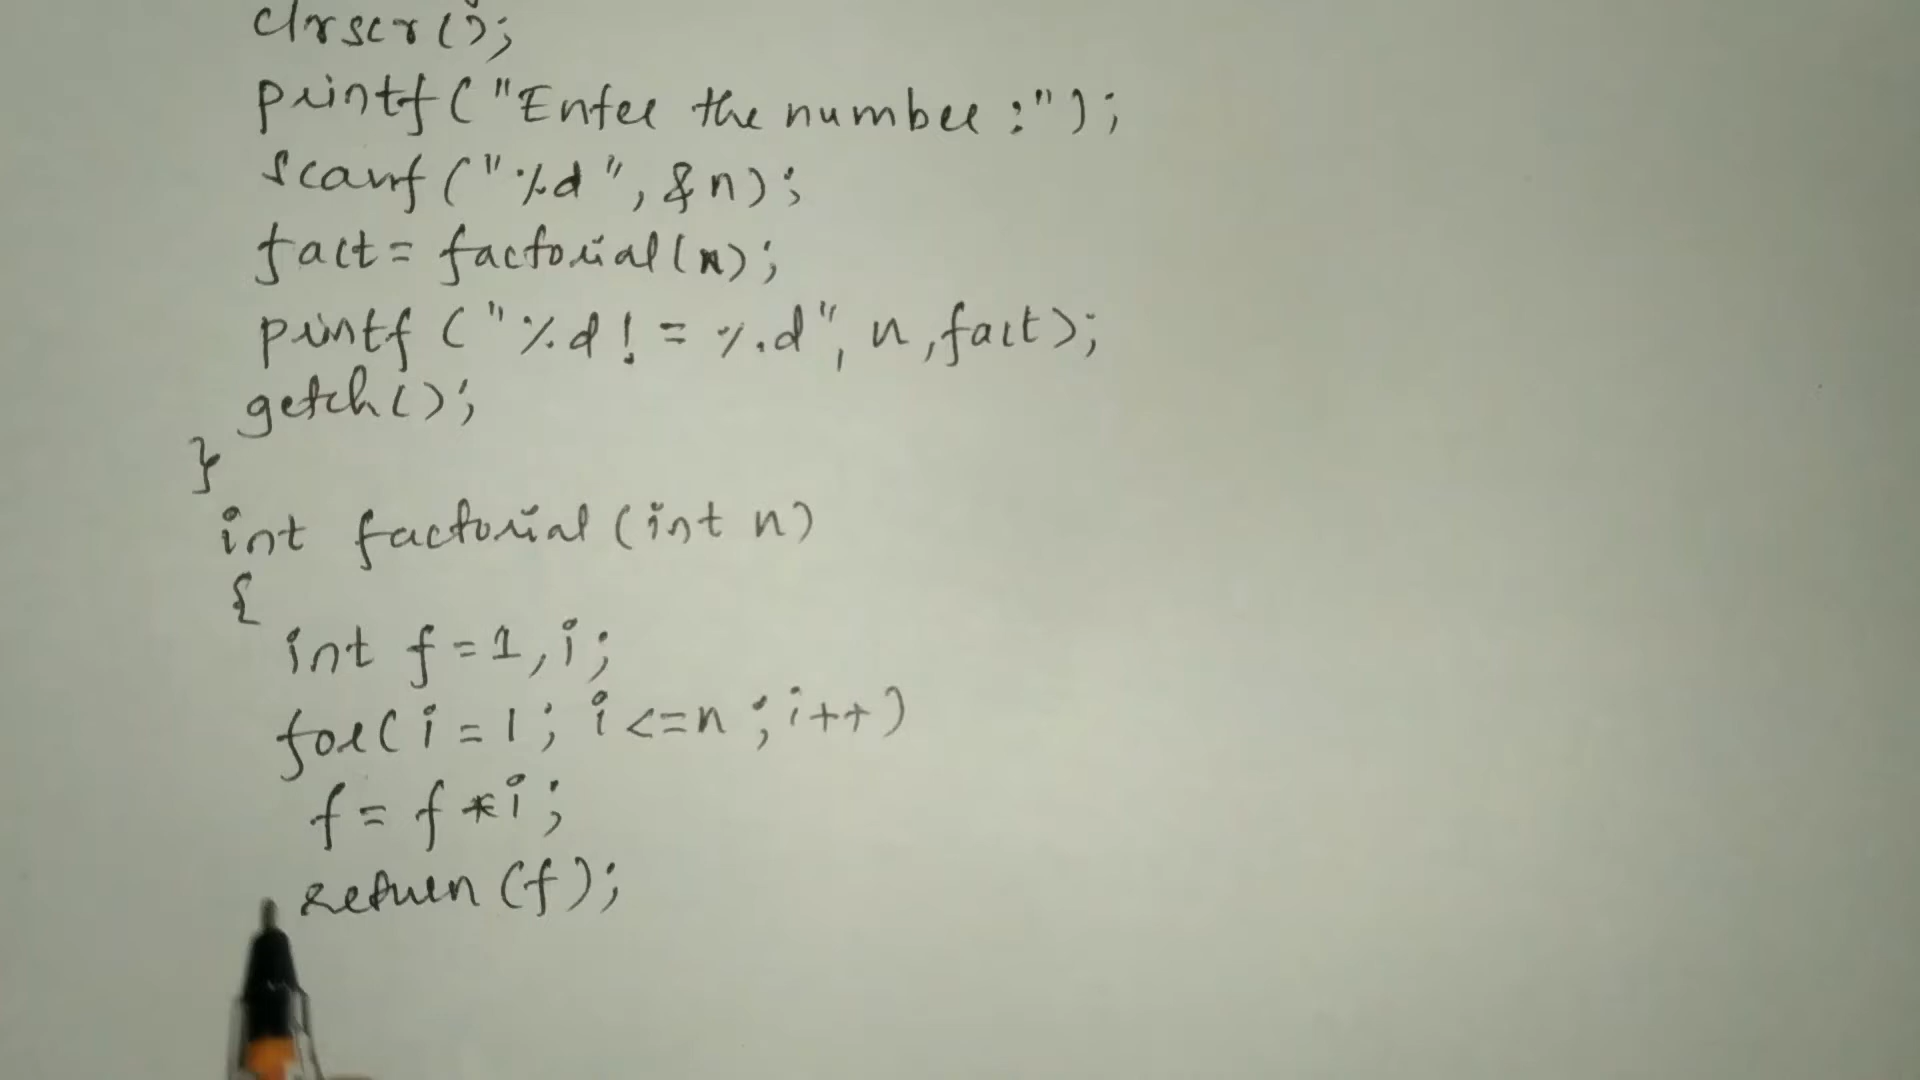 clrscr();
printf("Enter the number :");
scanf("%d", &n);
fact= factorial(n);
printf ("%d! = %d", n,fact);
getch();
}
int factorial (int n)
{
int f=1,i;
for(i=1; i<=n ;i++)
f= f*i;
return (f);